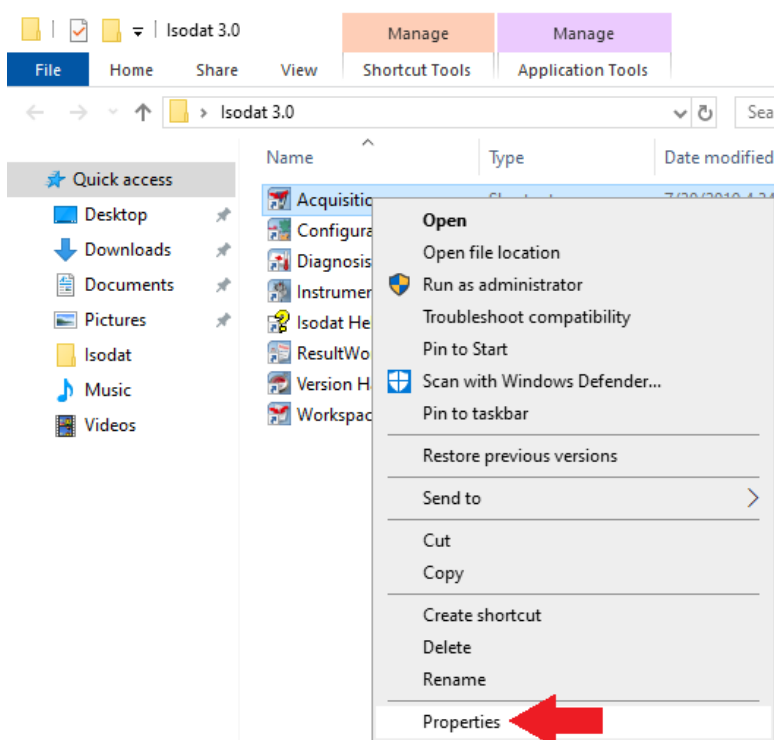 Isodat 3.0
Manage
Manage
File
Home
Share
View
Shortcut Tools
Application Tools
Isodat 3.0
Sea
Name
Type
Date modified
Quick access
Desktop
Downloads
Documents
Pictures
Isodat
Music
Videos
Acquisitio
Configura
Diagnosis
Instrumen
Isodat He
ResultWo
Version H
Workspac
Open
Open file location
Run as administrator
Troubleshoot compatibility
Pin to Start
Scan with Windows Defender...
Pin to taskbar
Restore previous versions
Send to
Cut
Copy
Create shortcut
Delete
Rename
Properties